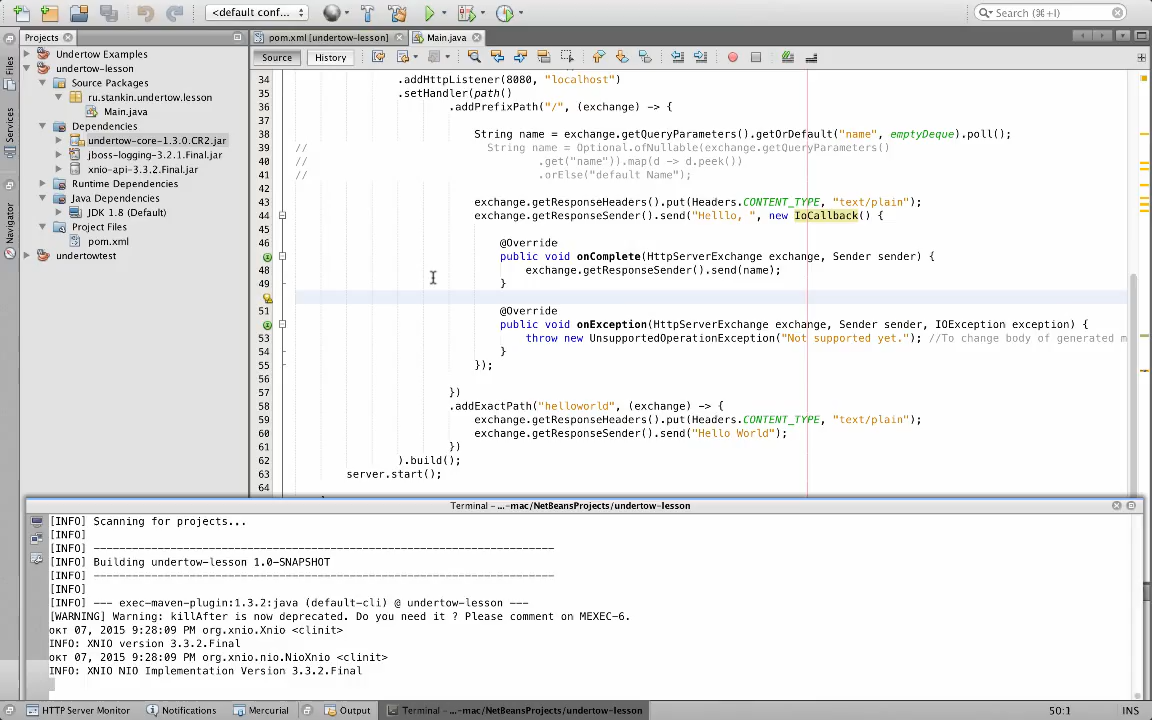 <default conf...
Search (⌘+I)
Projects
pom.xml [undertow-lesson]
Main.java
Source
History
Files
Services
Navigator
Undertow Examples
undertow-lesson
Source Packages
ru.stankin.undertow.lesson
Main.java
Dependencies
undertow-core-1.3.0.CR2.jar
jboss-logging-3.2.1.Final.jar
xnio-api-3.3.2.Final.jar
Runtime Dependencies
Java Dependencies
JDK 1.8 (Default)
Project Files
pom.xml
undertowtest
34 .addHttpListener(8080, "localhost")
35 .setHandler(path()
36 .addPrefixPath("/", (exchange) -> {
37
38 String name = exchange.getQueryParameters().getOrDefault("name", emptyDeque).poll();
39 // String name = Optional.ofNullable(exchange.getQueryParameters()
40 // .get("name")).map(d -> d.peek())
41 // .orElse("default Name");
42
43 exchange.getResponseHeaders().put(Headers.CONTENT_TYPE, "text/plain");
44 exchange.getResponseSender().send("Helllo, ", new IoCallback() {
45
46 @Override
public void onComplete(HttpServerExchange exchange, Sender sender) {
48 exchange.getResponseSender().send(name);
49 }
51 @Override
public void onException(HttpServerExchange exchange, Sender sender, IOException exception) {
53 throw new UnsupportedOperationException("Not supported yet."); //To change body of generated m
54 }
55 });
56
57 })
58 .addExactPath("helloworld", (exchange) -> {
59 exchange.getResponseHeaders().put(Headers.CONTENT_TYPE, "text/plain");
60 exchange.getResponseSender().send("Hello World");
61 })
62 ).build();
63 server.start();
64
Terminal - ...-mac/NetBeansProjects/undertow-lesson
[INFO] Scanning for projects...
[INFO]
[INFO] ------------------------------------------------------------------------
[INFO] Building undertow-lesson 1.0-SNAPSHOT
[INFO] ------------------------------------------------------------------------
[INFO]
[INFO] --- exec-maven-plugin:1.3.2:java (default-cli) @ undertow-lesson ---
[WARNING] Warning: killAfter is now deprecated. Do you need it ? Please comment on MEXEC-6.
окт 07, 2015 9:28:09 PM org.xnio.Xnio <clinit>
INFO: XNIO version 3.3.2.Final
окт 07, 2015 9:28:09 PM org.xnio.nio.NioXnio <clinit>
INFO: XNIO NIO Implementation Version 3.3.2.Final
HTTP Server Monitor
Notifications
Mercurial
Output
Terminal - ...-mac/NetBeansProjects/undertow-lesson
50:1
INS